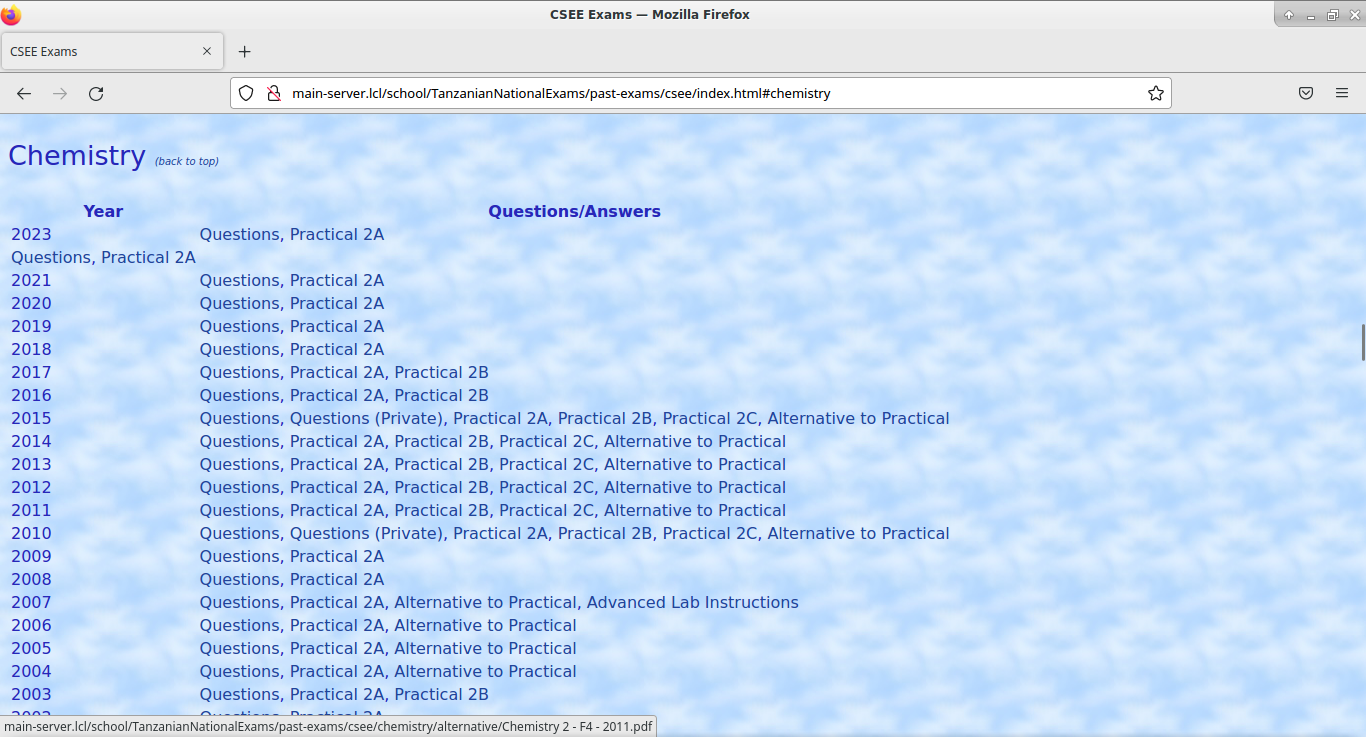 CSEE Exams — Mozilla Firefox
CSEE Exams
main-server.lcl/school/TanzanianNationalExams/past-exams/csee/index.html#chemistry
Chemistry (back to top)
Year Questions/Answers
2023 Questions, Practical 2A
Questions, Practical 2A
2021 Questions, Practical 2A
2020 Questions, Practical 2A
2019 Questions, Practical 2A
2018 Questions, Practical 2A
2017 Questions, Practical 2A, Practical 2B
2016 Questions, Practical 2A, Practical 2B
2015 Questions, Questions (Private), Practical 2A, Practical 2B, Practical 2C, Alternative to Practical
2014 Questions, Practical 2A, Practical 2B, Practical 2C, Alternative to Practical
2013 Questions, Practical 2A, Practical 2B, Practical 2C, Alternative to Practical
2012 Questions, Practical 2A, Practical 2B, Practical 2C, Alternative to Practical
2011 Questions, Practical 2A, Practical 2B, Practical 2C, Alternative to Practical
2010 Questions, Questions (Private), Practical 2A, Practical 2B, Practical 2C, Alternative to Practical
2009 Questions, Practical 2A
2008 Questions, Practical 2A
2007 Questions, Practical 2A, Alternative to Practical, Advanced Lab Instructions
2006 Questions, Practical 2A, Alternative to Practical
2005 Questions, Practical 2A, Alternative to Practical
2004 Questions, Practical 2A, Alternative to Practical
2003 Questions, Practical 2A, Practical 2B
main-server.lcl/school/TanzanianNationalExams/past-exams/csee/chemistry/alternative/Chemistry 2 - F4 - 2011.pdf